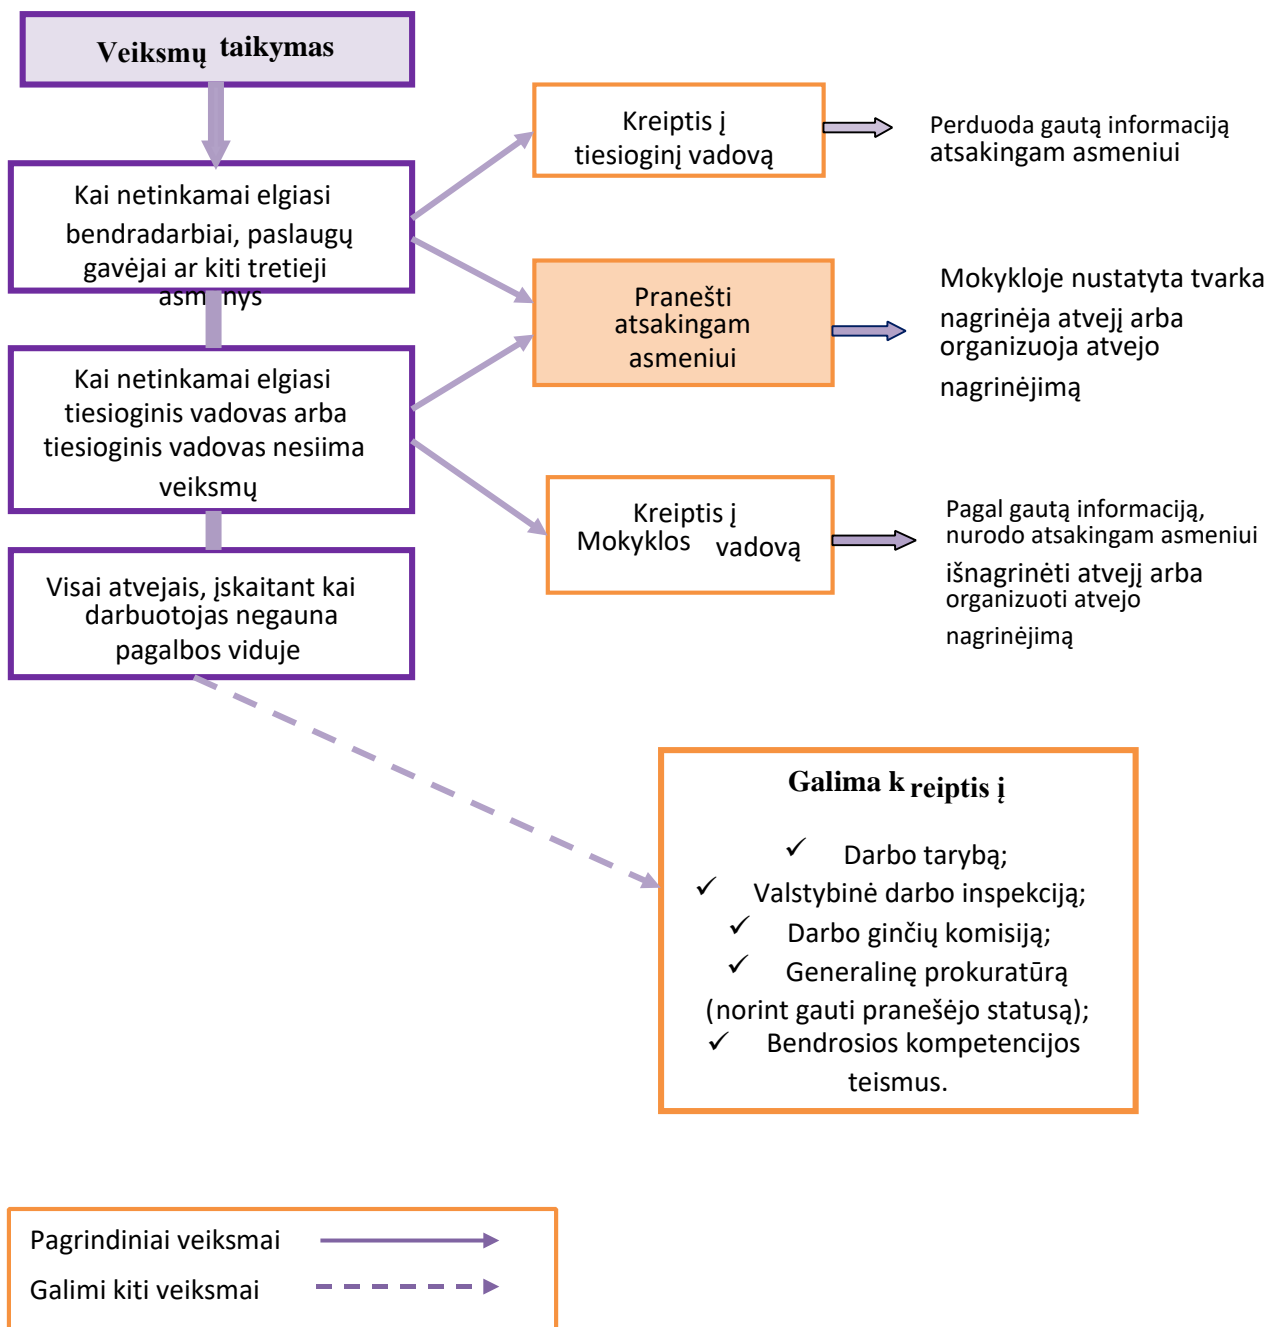 Veiksmų taikymas
Kai netinkamai elgiasi
bendradarbiai, paslaugų
gavėjai ar kiti tretieji
asmenys
Kai netinkamai elgiasi
tiesioginis vadovas arba
tiesioginis vadovas nesiima
veiksmų
Visai atvejais, įskaitant kai
darbuotojas negauna
pagalbos viduje
Kreiptis į
tiesioginį vadovą
Perduoda gautą informaciją
atsakingam asmeniui
Pranešti
atsakingam
asmeniui
Mokykloje nustatyta tvarka
nagrinėja atvejį arba
organizuoja atvejo
nagrinėjimą
Kreiptis į
Mokyklos vadovą
Pagal gautą informaciją,
nurodo atsakingam asmeniui
išnagrinėti atvejį arba
organizuoti atvejo
nagrinėjimą
Galima k reiptis į
✓ Darbo tarybą;
✓ Valstybinė darbo inspekciją;
✓ Darbo ginčių komisiją;
✓ Generalinę prokuratūrą
(norint gauti pranešėjo statusą);
✓ Bendrosios kompetencijos
teismus.
Pagrindiniai veiksmai
Galimi kiti veiksmai